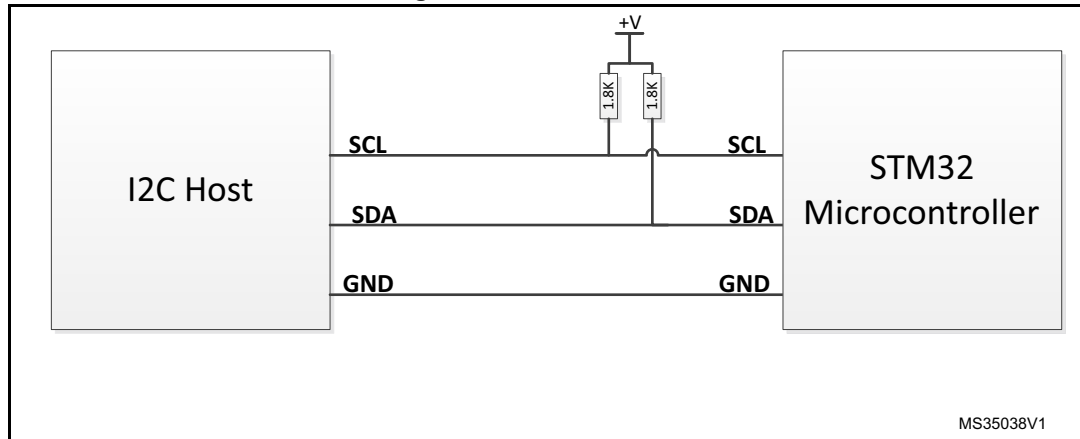 +V
1.8K
1.8K
SCL
SCL
I2C Host
STM32
Microcontroller
SDA
SDA
GND
GND
MS35038V1